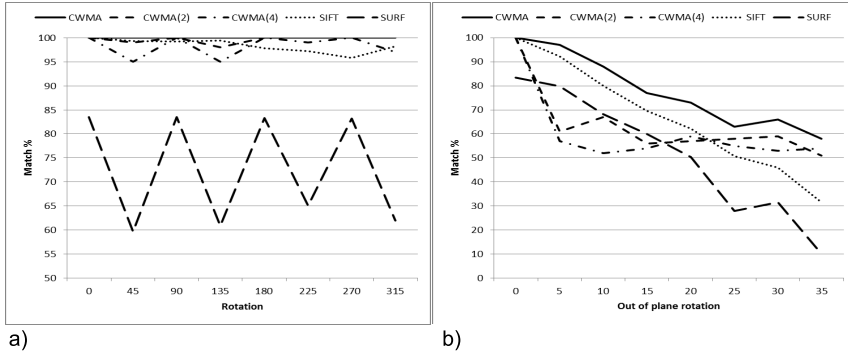 CWMA CWMA(2) CWMA(4) SIFT SURF
100
95
90
85
80
75
70
65
60
55
50
Match %
0 45 90 135 180 225 270 315
Rotation
a)
CWMA CWMA(2) CWMA(4) SIFT SURF
100
90
80
70
60
50
40
30
20
10
0
Match %
0 5 10 15 20 25 30 35
Out of plane rotation
b)